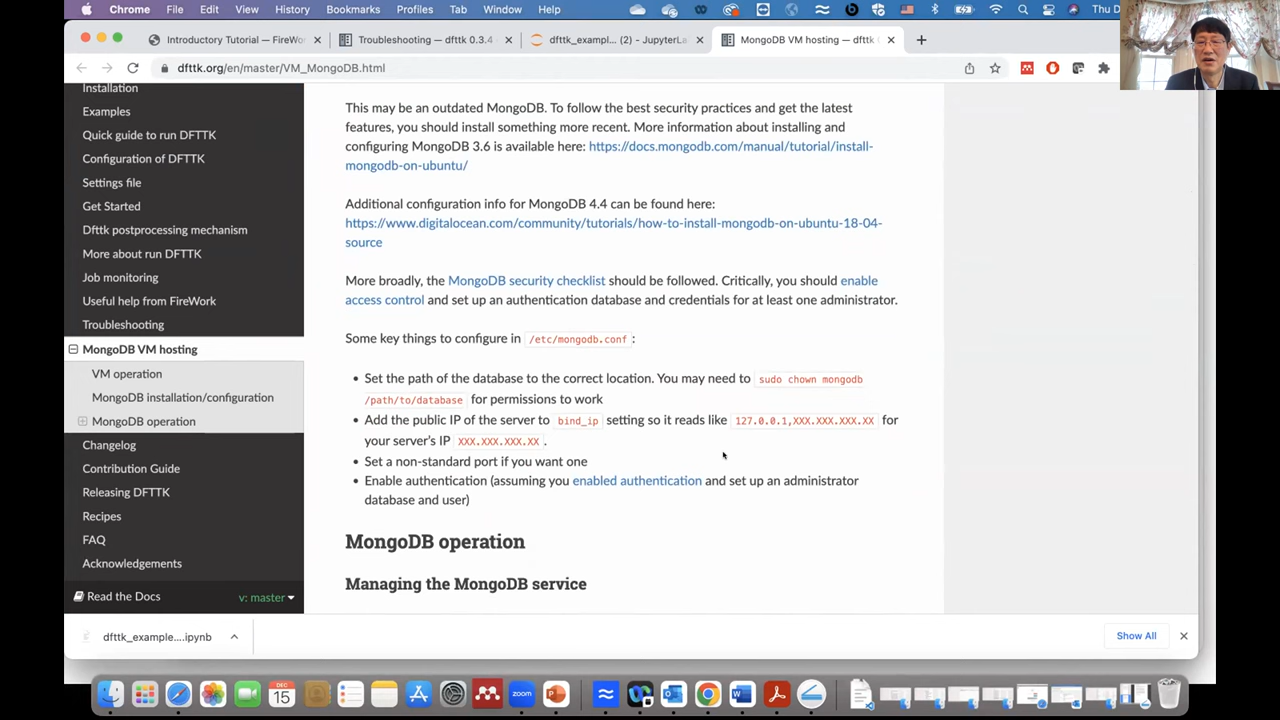 Chrome File Edit View History Bookmarks Profiles Tab Window Help Thu D
Introductory Tutorial — FireWo Troubleshooting — dfttk 0.3.4 dfttk_exampl... (2) - JupyterLa MongoDB VM hosting — dfttk
dfttk.org/en/master/VM_MongoDB.html
Installation
Examples
Quick guide to run DFTTK
Configuration of DFTTK
Settings file
Get Started
Dfttk postprocessing mechanism
More about run DFTTK
Job monitoring
Useful help from FireWork
Troubleshooting
MongoDB VM hosting
VM operation
MongoDB installation/configuration
MongoDB operation
Changelog
Contribution Guide
Releasing DFTTK
Recipes
FAQ
Acknowledgements
Read the Docs v: master
This may be an outdated MongoDB. To follow the best security practices and get the latest
features, you should install something more recent. More information about installing and
configuring MongoDB 3.6 is available here: https://docs.mongodb.com/manual/tutorial/install-
mongodb-on-ubuntu/
Additional configuration info for MongoDB 4.4 can be found here:
https://www.digitalocean.com/community/tutorials/how-to-install-mongodb-on-ubuntu-18-04-
source
More broadly, the MongoDB security checklist should be followed. Critically, you should enable
access control and set up an authentication database and credentials for at least one administrator.
Some key things to configure in /etc/mongodb.conf :
• Set the path of the database to the correct location. You may need to sudo chown mongodb
/path/to/database for permissions to work
• Add the public IP of the server to bind_ip setting so it reads like 127.0.0.1,XXX.XXX.XXX.XX for
your server's IP XXX.XXX.XXX.XX .
• Set a non-standard port if you want one
• Enable authentication (assuming you enabled authentication and set up an administrator
database and user)
MongoDB operation
Managing the MongoDB service
dfttk_example....ipynb
Show All
DEC
15
zoom